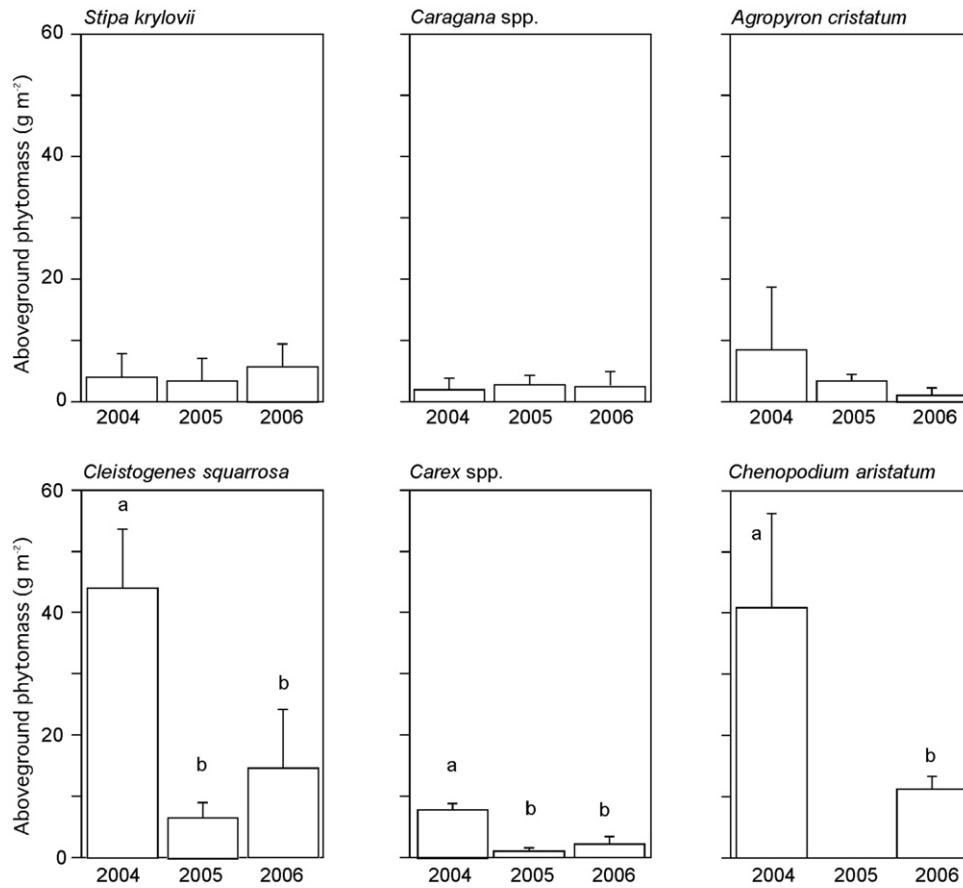 Stipa krylovii
Caragana spp.
Agropyron cristatum
Aboveground phytomass (g m⁻²)
60
40
20
0
2004 2005 2006
2004 2005 2006
2004 2005 2006
Cleistogenes squarrosa
Carex spp.
Chenopodium aristatum
Aboveground phytomass (g m⁻²)
60
40
20
0
a
b
b
a
b
b
a
b
2004 2005 2006
2004 2005 2006
2004 2005 2006